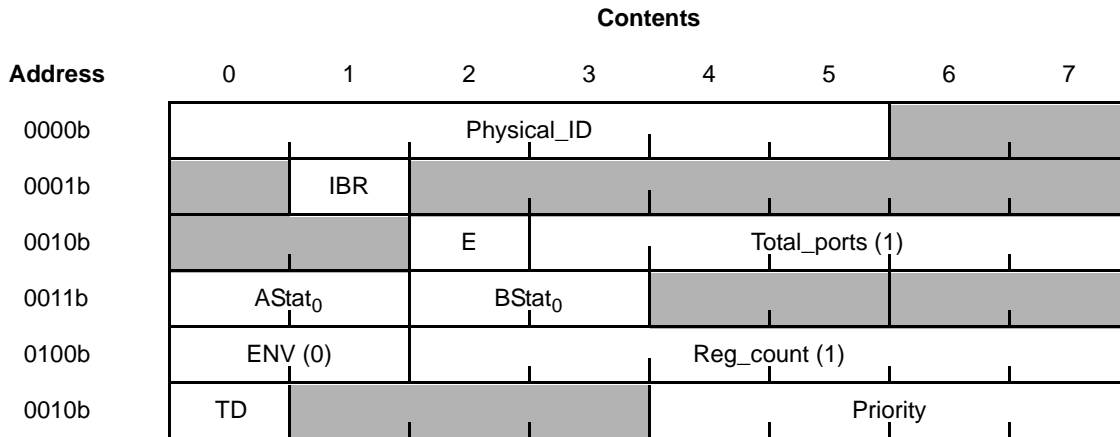 Contents
Address 0 1 2 3 4 5 6 7
0000b Physical_ID
0001b IBR
0010b E Total_ports (1)
0011b AStat0 BStat0
0100b ENV (0) Reg_count (1)
0010b TD Priority